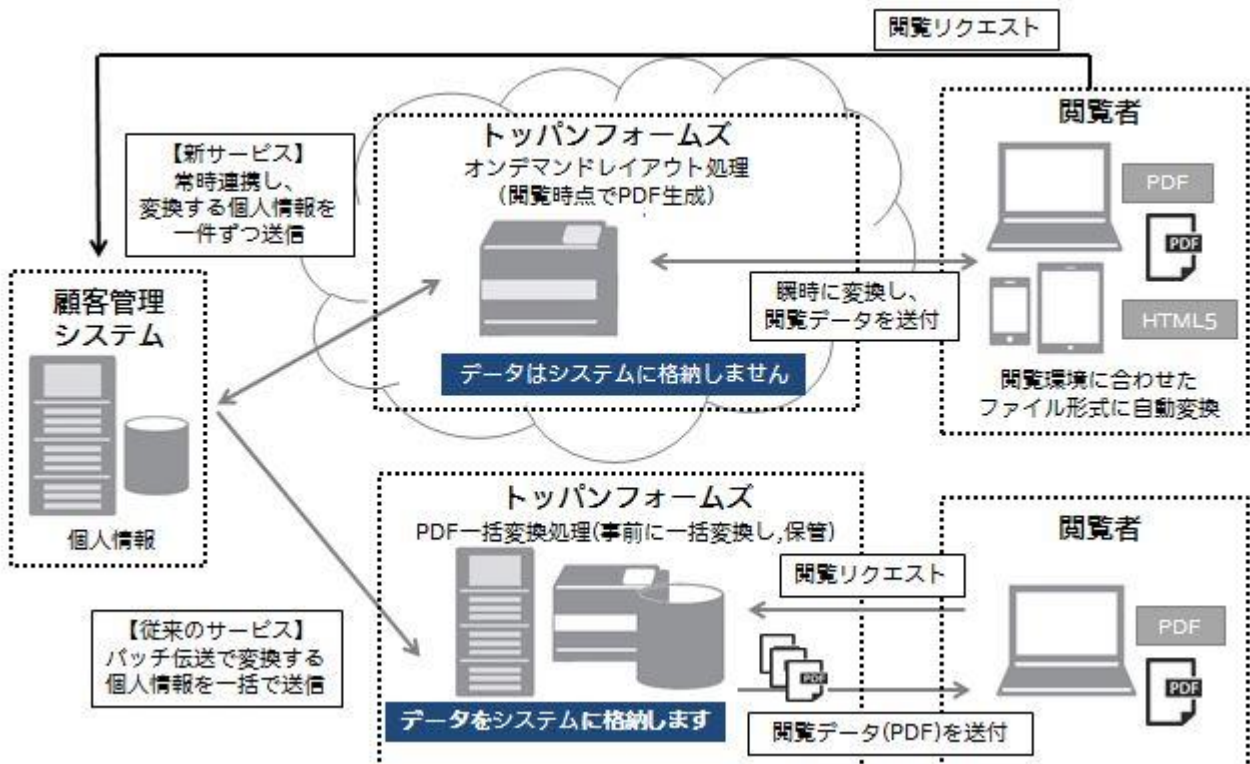 閲覧リクエスト
【新サービス】
常時連携し、
変換する個人情報を
一件ずつ送信
トッパンフォームズ
オンデマンドレイアウト処理
(閲覧時点でPDF生成)
データはシステムに格納しません
瞬時に変換し、
閲覧データを送付
閲覧者
PDF
PDF
HTML5
閲覧環境に合わせた
ファイル形式に自動変換
顧客管理
システム
個人情報
【従来のサービス】
バッチ伝送で変換する
個人情報を一括で送信
トッパンフォームズ
PDF一括変換処理(事前に一括変換し,保管)
データをシステムに格納します
閲覧リクエスト
PDF
閲覧データ(PDF)を送付
閲覧者
PDF
PDF